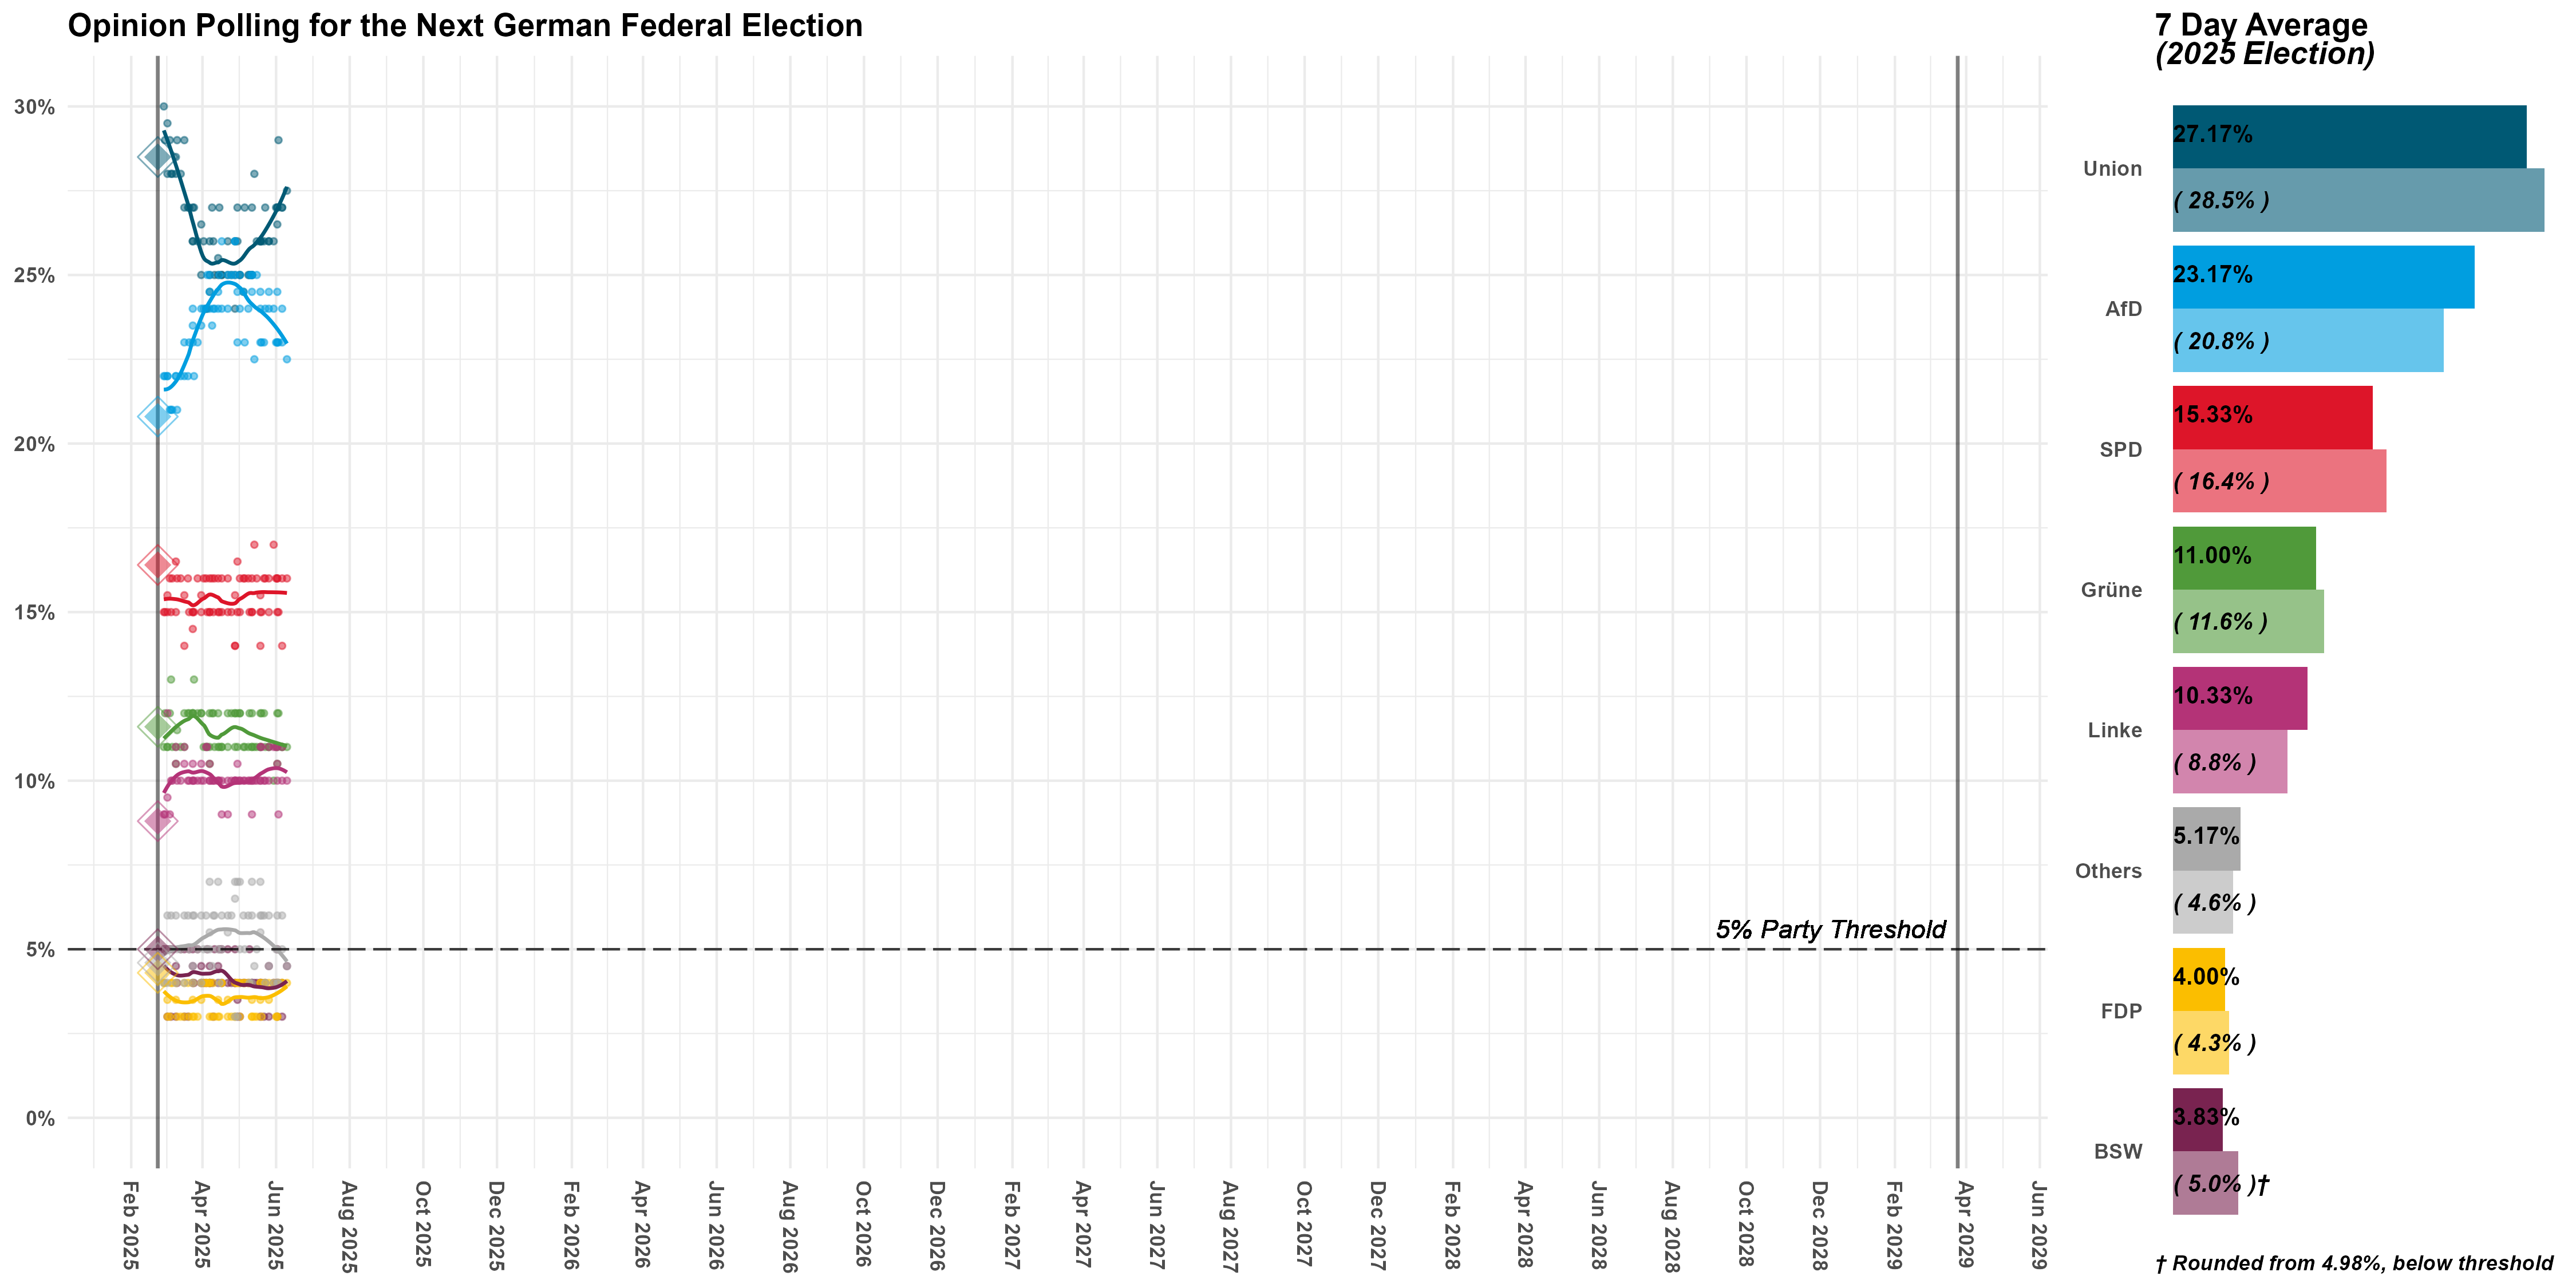 Opinion Polling for the Next German Federal Election
30%
25%
20%
15%
10%
5%
0%
5% Party Threshold
Feb 2025
Apr 2025
Jun 2025
Aug 2025
Oct 2025
Dec 2025
Feb 2026
Apr 2026
Jun 2026
Aug 2026
Oct 2026
Dec 2026
Feb 2027
Apr 2027
Jun 2027
Aug 2027
Oct 2027
Dec 2027
Feb 2028
Apr 2028
Jun 2028
Aug 2028
Oct 2028
Dec 2028
Feb 2029
Apr 2029
Jun 2029
7 Day Average
(2025 Election)
Union
27.17%
( 28.5% )
AfD
23.17%
( 20.8% )
SPD
15.33%
( 16.4% )
Grüne
11.00%
( 11.6% )
Linke
10.33%
( 8.8% )
Others
5.17%
( 4.6% )
FDP
4.00%
( 4.3% )
BSW
3.83%
( 5.0% )†
† Rounded from 4.98%, below threshold